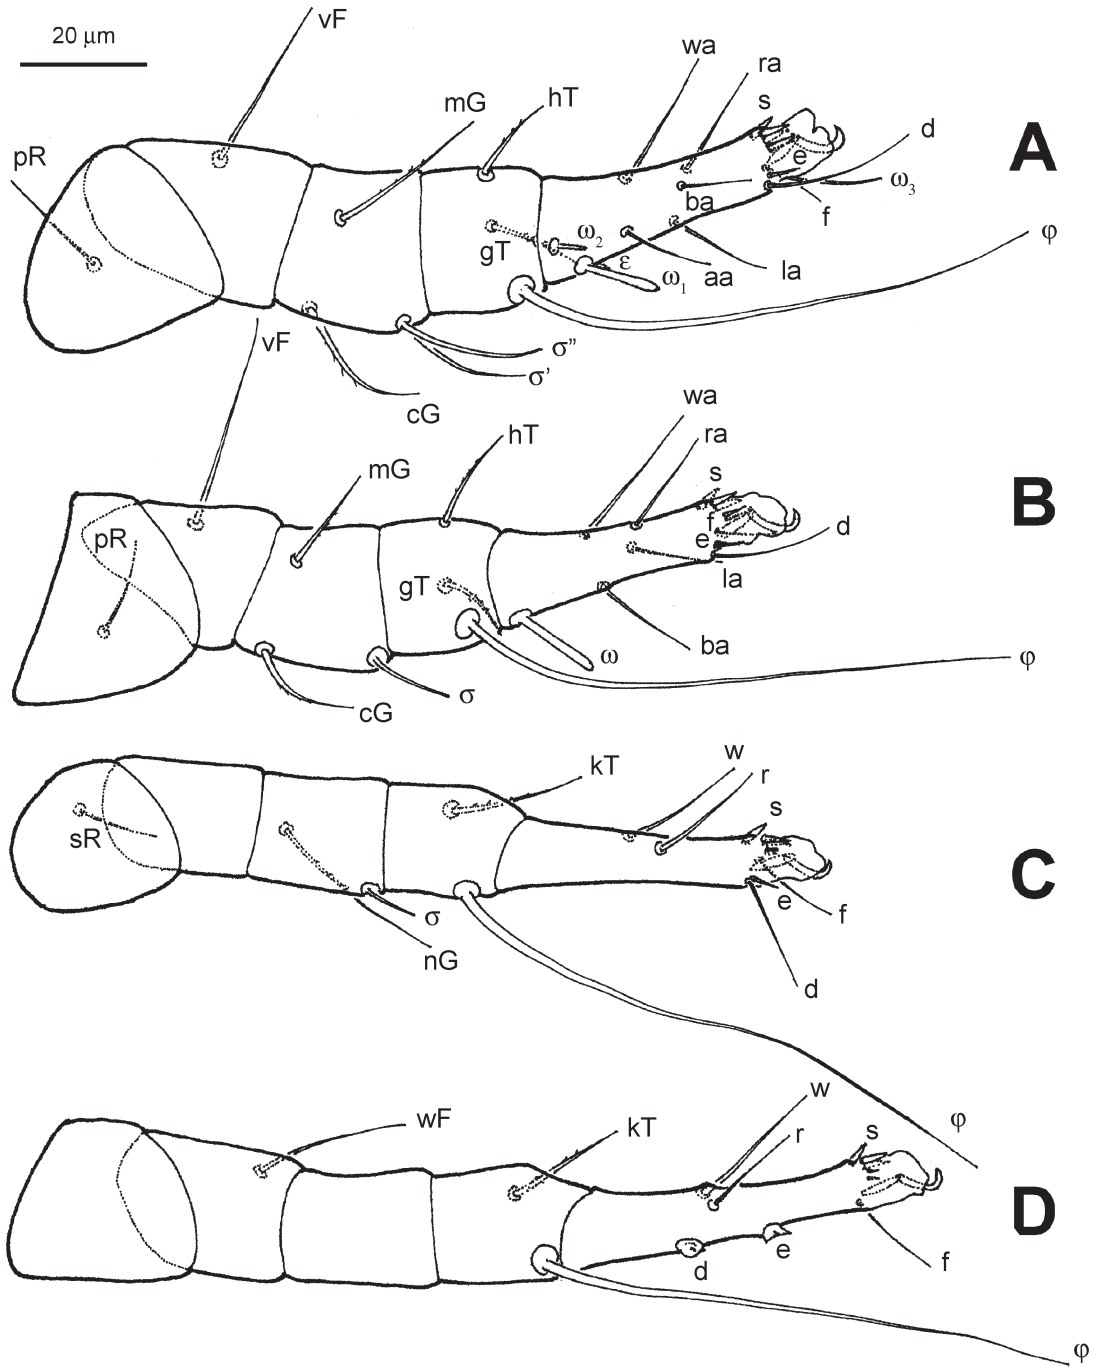 20 µm
vF
wa
ra
mG
hT
s
d
A
pR
e
ω3
ba
f
gT
ω2
φ
ε
ω1
aa
la
σ"
σ'
vF
cG
wa
hT
ra
mG
s
B
f
pR
e
d
gT
la
ba
ω
φ
σ
cG
w
kT
r
s
sR
C
e
f
σ
nG
d
φ
w
wF
kT
r
s
D
d
e
f
φ